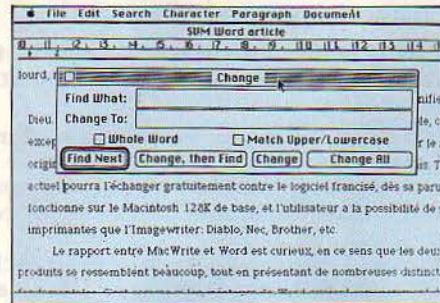 File Edit Search Character Paragraph Document
SVM Word article
lourd,
Change
Find What:
Change To:
Dieu.
Whole Word Match Upper/Lowercase
excep
Find Next Change, then Find Change Change All
origin
actuel pourra l'échanger gratuitement contre le logiciel francisé, dès sa paru
fonctionne sur le Macintosh 128K de base, et l'utilisateur a la possibilité de
imprimantes que l'Imagewriter: Diablo, Nec, Brother, etc.
Le rapport entre MacWrite et Word est curieux, en ce sens que les deux
produits se ressemblent beaucoup, tout en présentant de nombreuses distinct